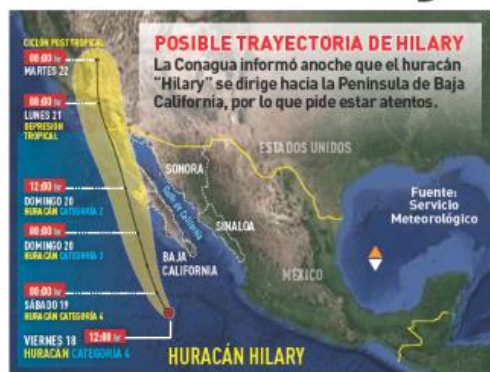 POSIBLE TRAYECTORIA DE HILARY
La Conagua informó anoche que el huracán
"Hilary" se dirige hacia la Península de Baja
California, por lo que pide estar atentos.
CICLÓN POSTTROPICAL
00:00 hr
MARTES 22
00:00 hr
LUNES 21
DEPRESIÓN
TROPICAL
12:00 hr
DOMINGO 20
HURACÁN CATEGORÍA 2
00:00 hr
DOMINGO 20
HURACÁN CATEGORÍA 3
00:00 hr
SÁBADO 19
HURACÁN CATEGORÍA 4
VIERNES 18 12:00 hr
HURACÁN CATEGORÍA 4
ESTADOS UNIDOS
SONORA
Golfo de California
SINALOA
BAJA
CALIFORNIA
MÉXICO
Fuente:
Servicio
Meteorológico
HURACÁN HILARY